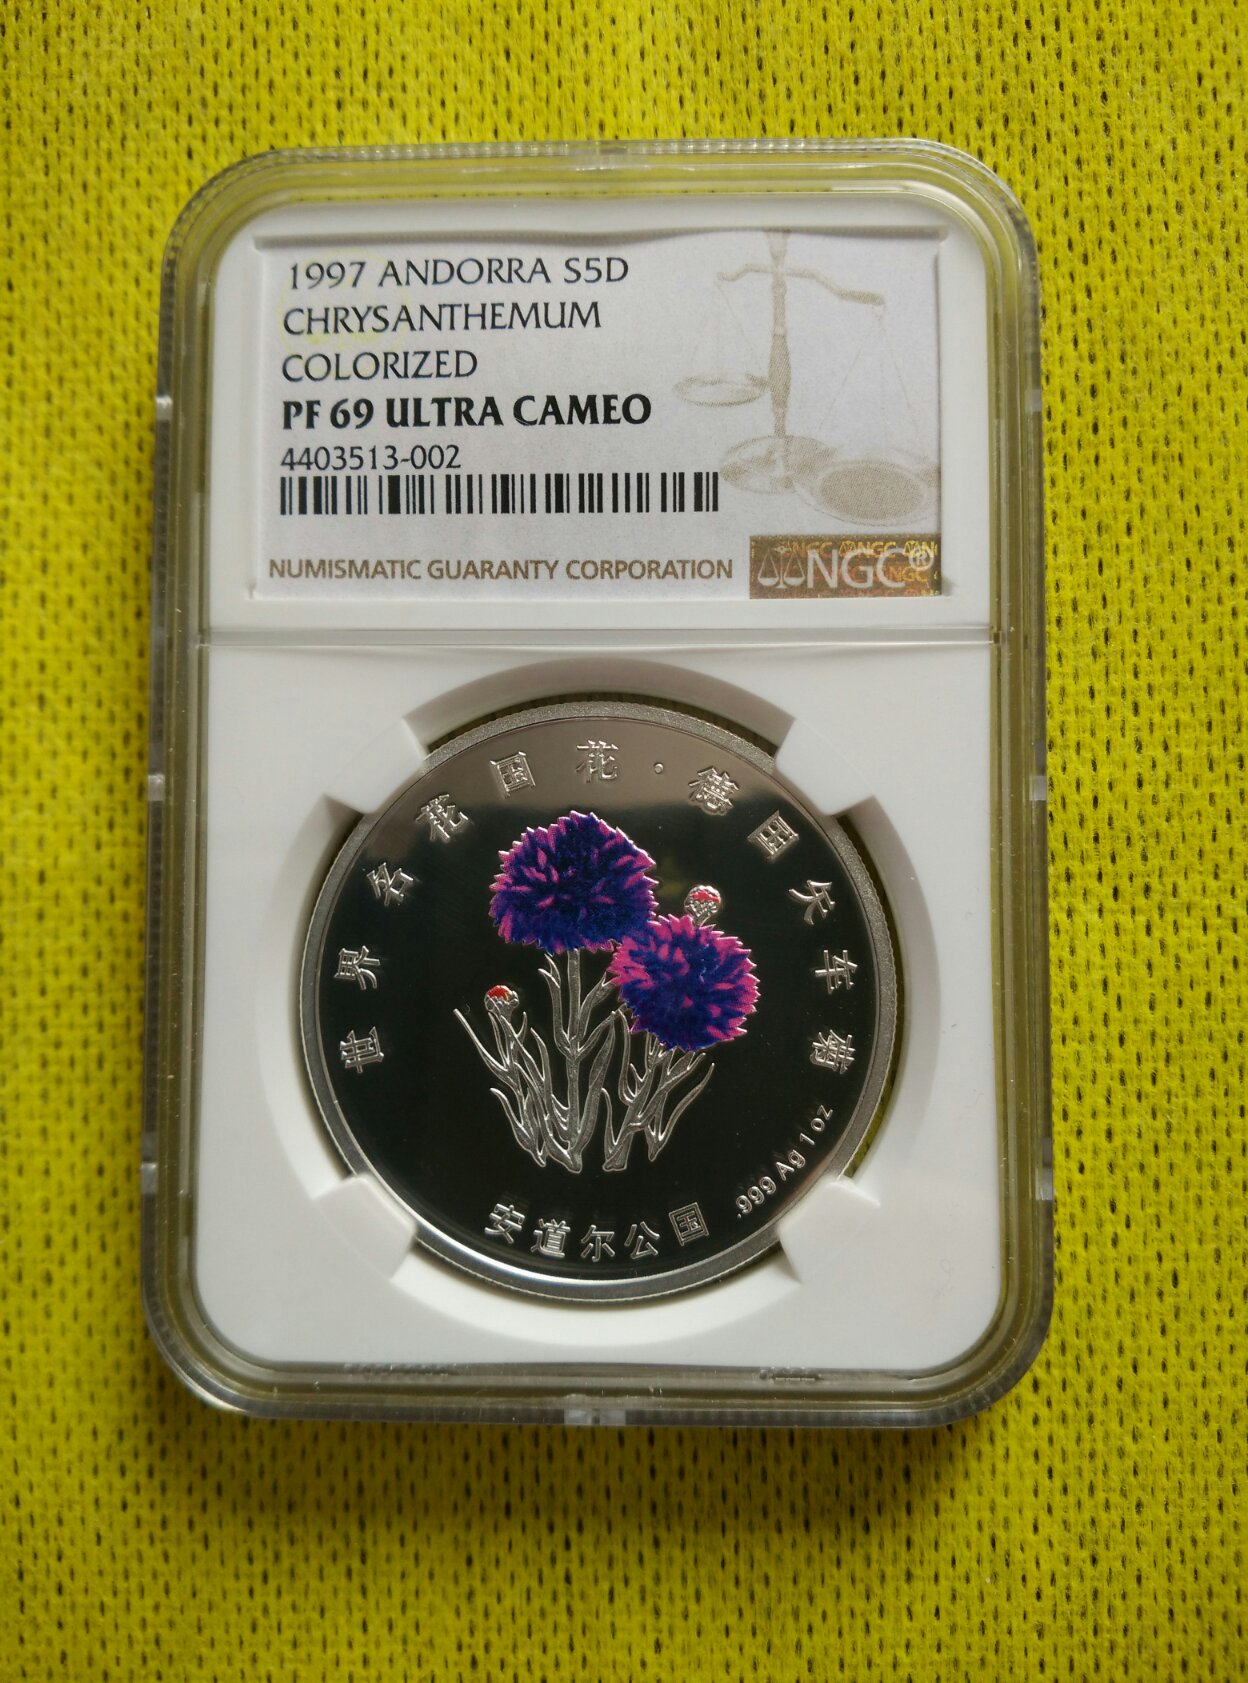 1997 ANDORRA S5D
CHRYSANTHEMUM
COLORIZED
PF 69 ULTRA CAMEO
4403513-002
NUMISMATIC GUARANTY CORPORATION
NGC®
世界名花国花·德国矢车菊
.999 Ag 1 oz
安道尔公国